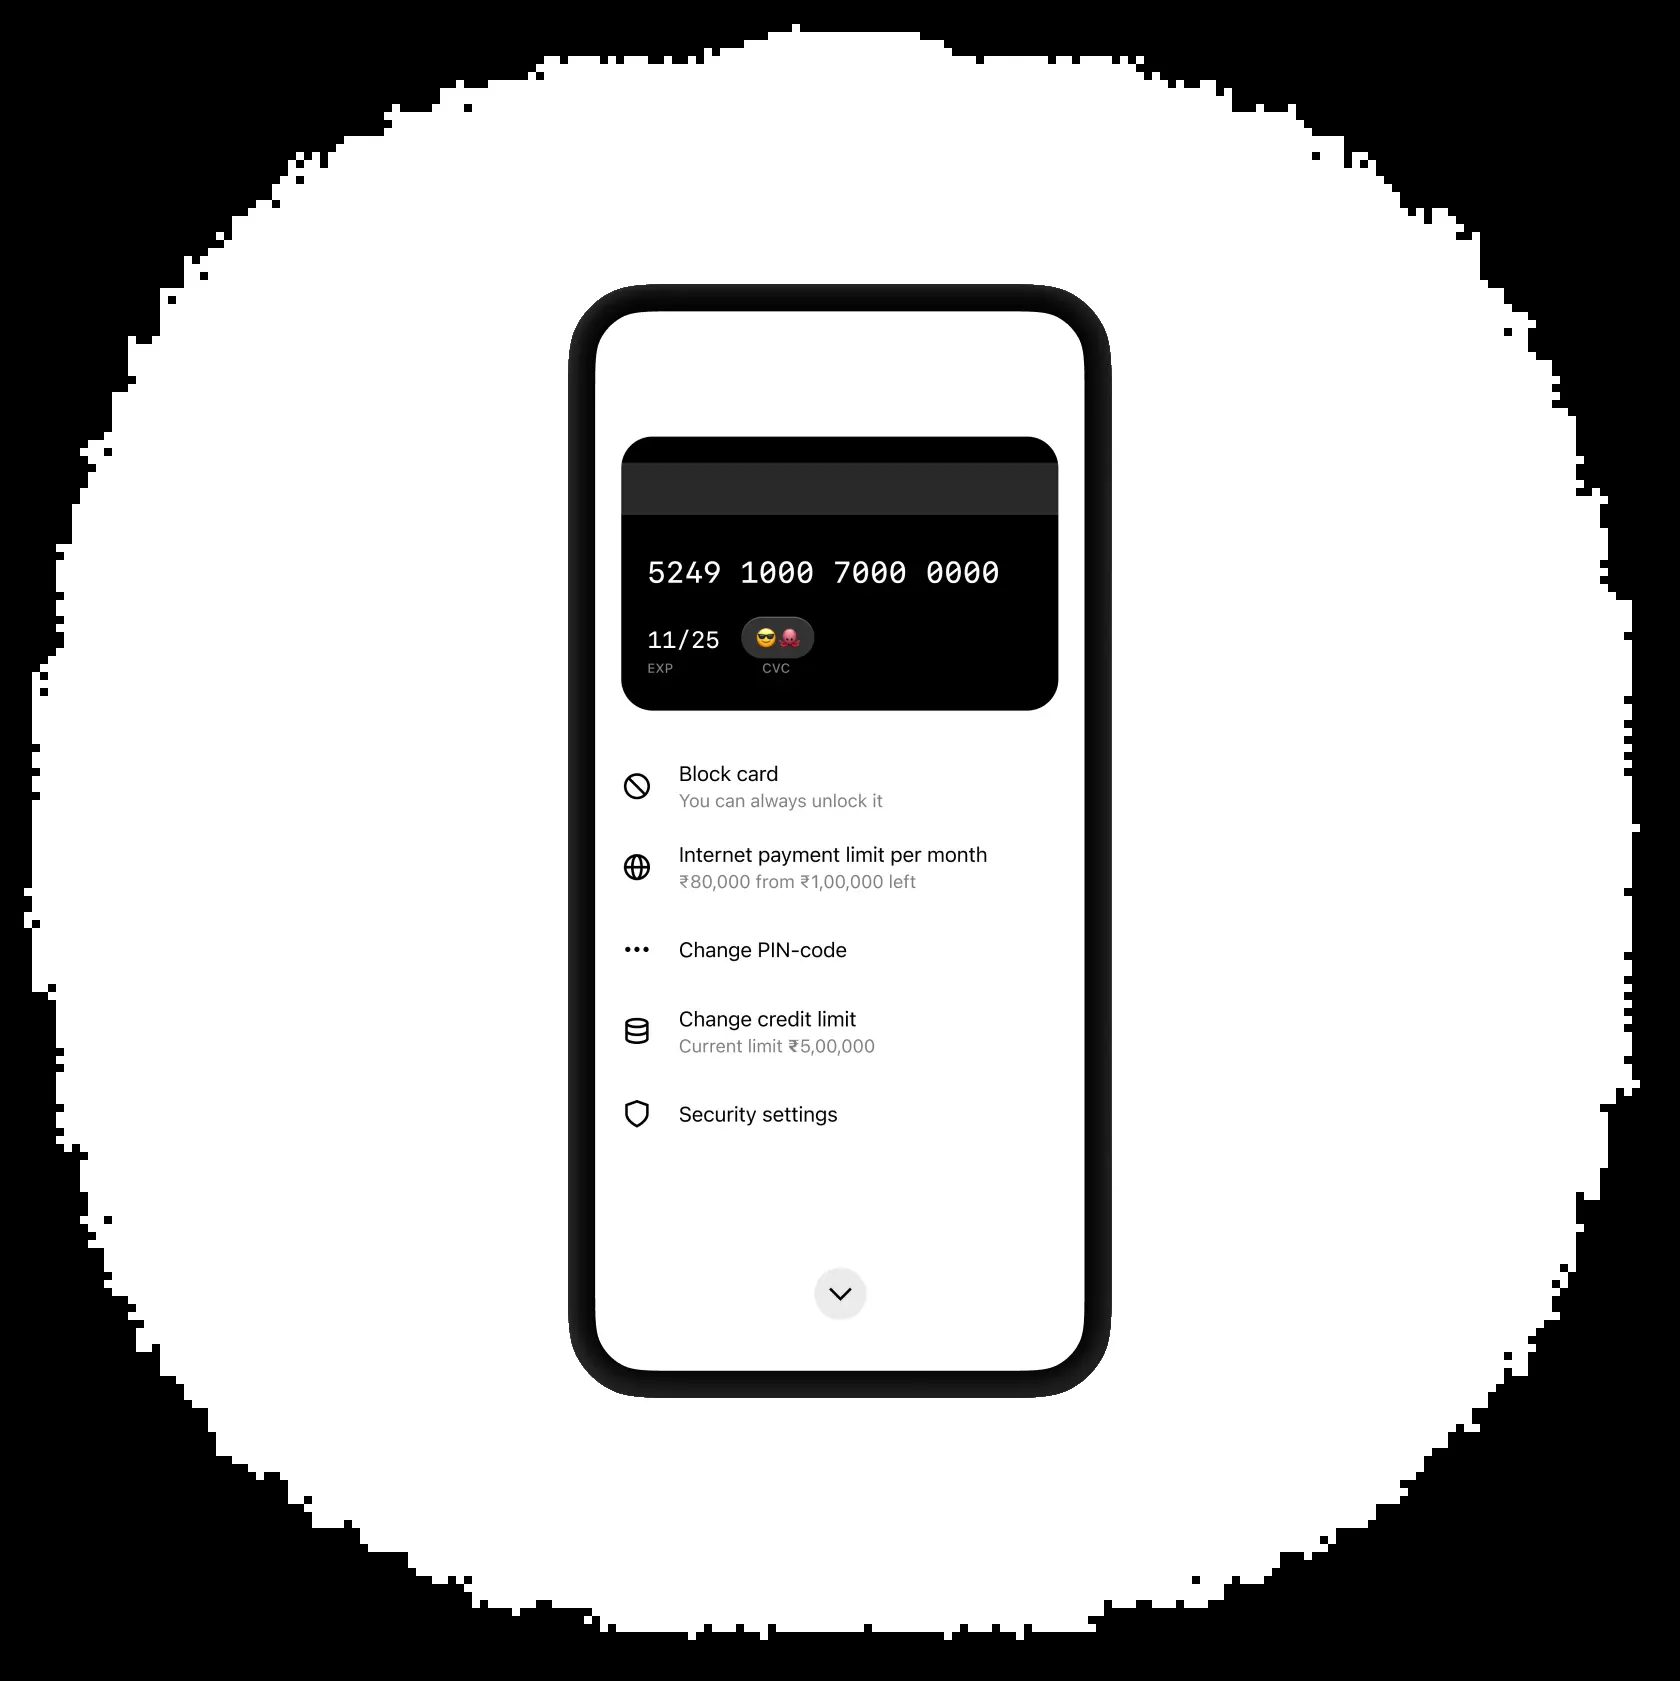 5249 1000 7000 0000
11/25 😎🐙
EXP CVC
Block card
You can always unlock it
Internet payment limit per month
₹80,000 from ₹1,00,000 left
Change PIN-code
Change credit limit
Current limit ₹5,00,000
Security settings